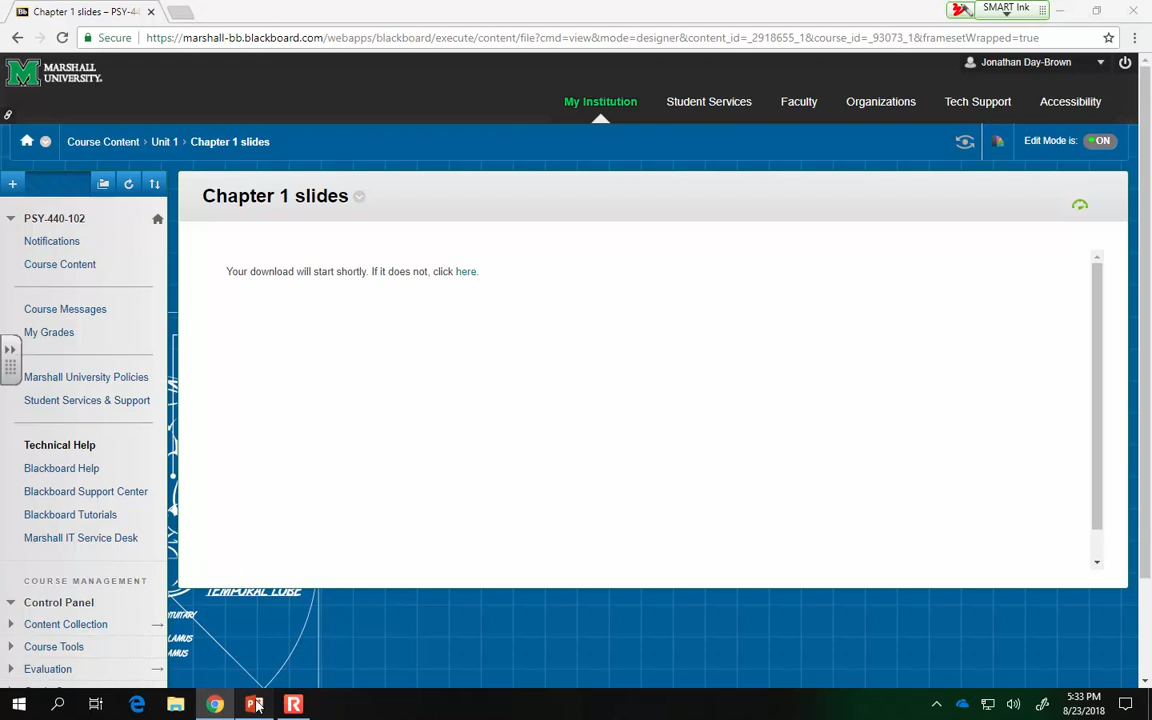 Chapter 1 slides – PSY-44
SMART Ink
Secure
https://marshall-bb.blackboard.com/webapps/blackboard/execute/content/file?cmd=view&mode=designer&content_id=_2918655_1&course_id=_93073_1&framesetWrapped=true
MARSHALL
UNIVERSITY.
Jonathan Day-Brown
My Institution
Student Services
Faculty
Organizations
Tech Support
Accessibility
Course Content
Unit 1
Chapter 1 slides
Edit Mode is:
ON
Chapter 1 slides
Your download will start shortly. If it does not, click here.
PSY-440-102
Notifications
Course Content
Course Messages
My Grades
Marshall University Policies
Student Services & Support
Technical Help
Blackboard Help
Blackboard Support Center
Blackboard Tutorials
Marshall IT Service Desk
COURSE MANAGEMENT
Control Panel
Content Collection
Course Tools
Evaluation
TEMPORAL LOBE
5:33 PM
8/23/2018